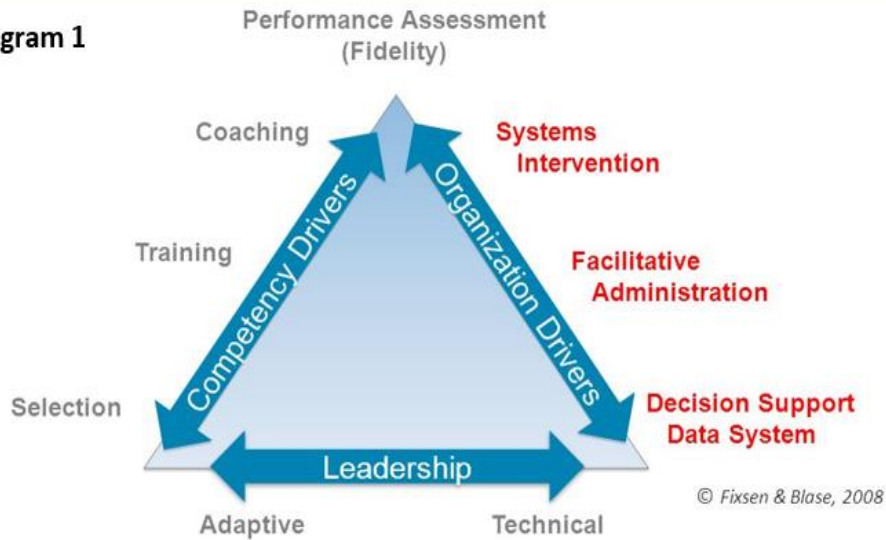 gram 1
Performance Assessment
(Fidelity)
Coaching
Systems
Intervention
Competency Drivers
Organization Drivers
Training
Facilitative
Administration
Selection
Decision Support
Data System
Leadership
© Fixsen & Blase, 2008
Adaptive
Technical